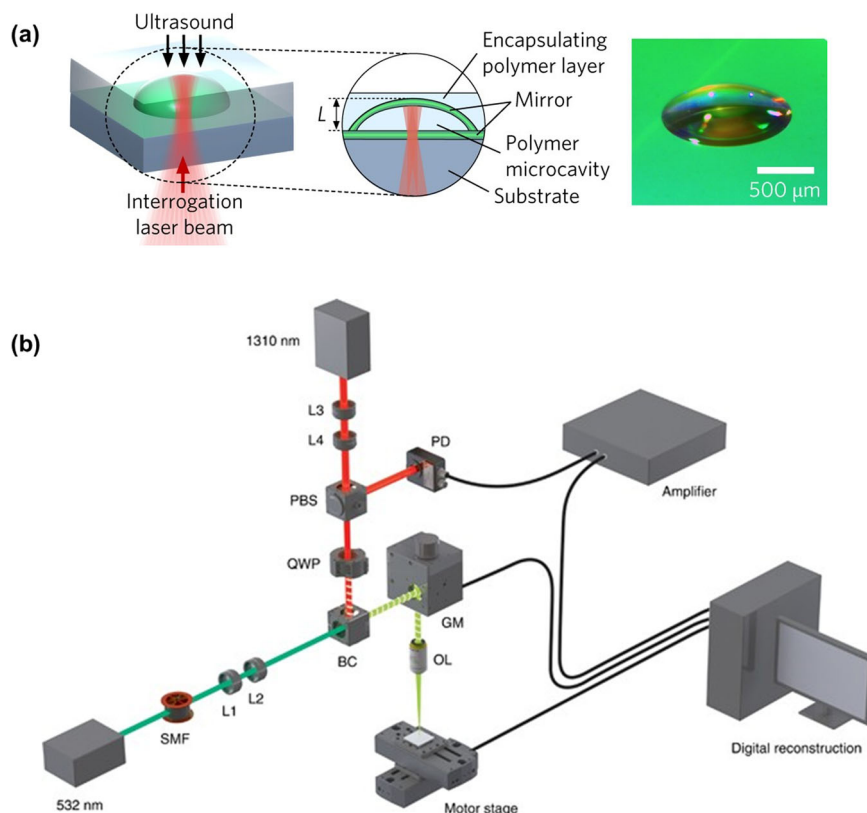 (a)
Ultrasound
Interrogation
laser beam
L
Encapsulating
polymer layer
Mirror
Polymer
microcavity
Substrate
500 μm
(b)
1310 nm
L3
L4
PBS
PD
Amplifier
QWP
GM
BC
OL
L1
L2
SMF
532 nm
Motor stage
Digital reconstruction